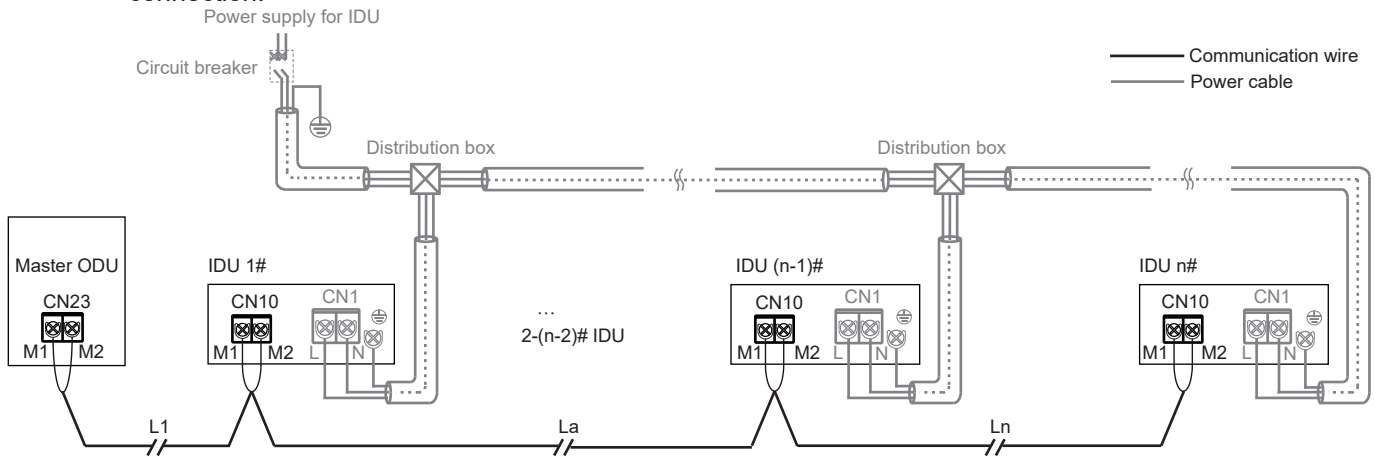 Power supply for IDU
Circuit breaker
Communication wire
Power cable
Distribution box
Distribution box
Master ODU
IDU 1#
IDU (n-1)#
IDU n#
CN23
CN10
CN1
CN10
CN1
CN10
CN1
...
2-(n-2)# IDU
M1 M2
M1 M2 L N
M1 M2 L N
M1 M2 L N
L1
La
Ln